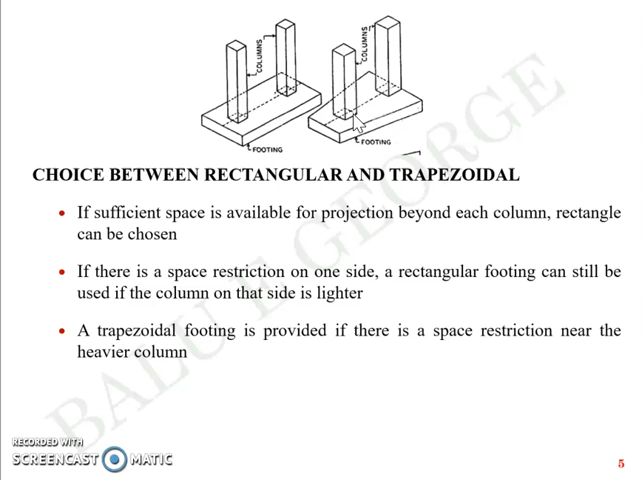 COLUMNS
COLUMNS
FOOTING
FOOTING
CHOICE BETWEEN RECTANGULAR AND TRAPEZOIDAL
• If sufficient space is available for projection beyond each column, rectangle
can be chosen
• If there is a space restriction on one side, a rectangular footing can still be
used if the column on that side is lighter
• A trapezoidal footing is provided if there is a space restriction near the
heavier column
BALU E GEORGE
RECORDED WITH
SCREENCAST MATIC
5